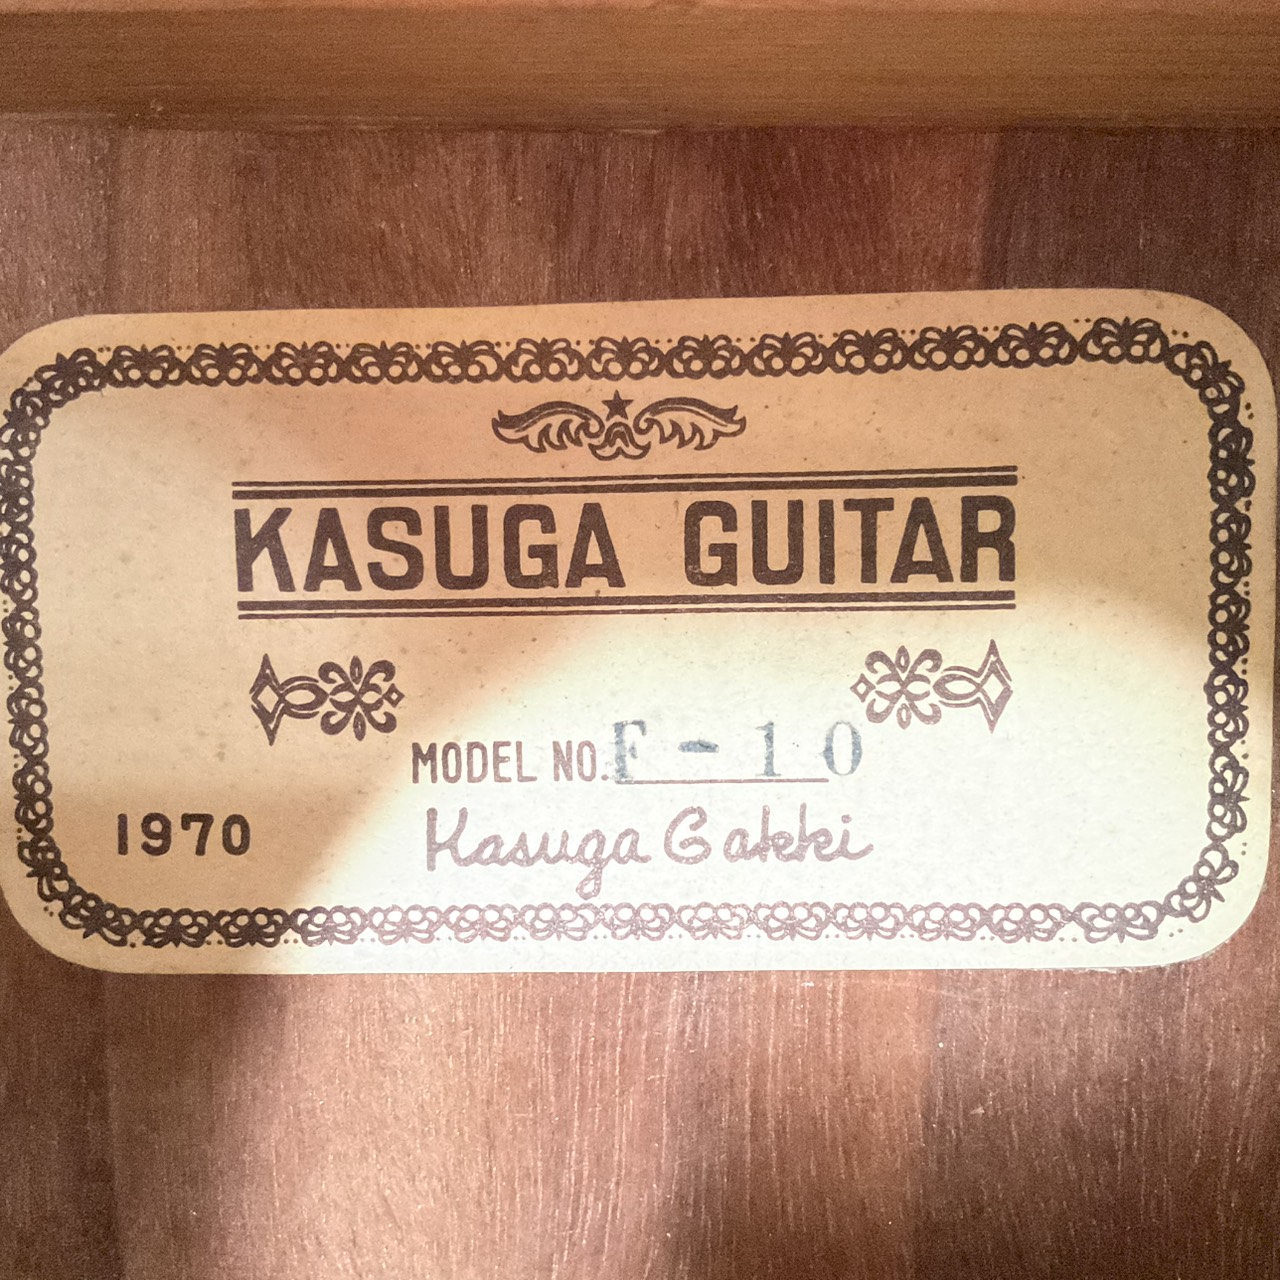 KASUGA GUITAR
MODEL NO. F-10
1970
Kasuga Gakki